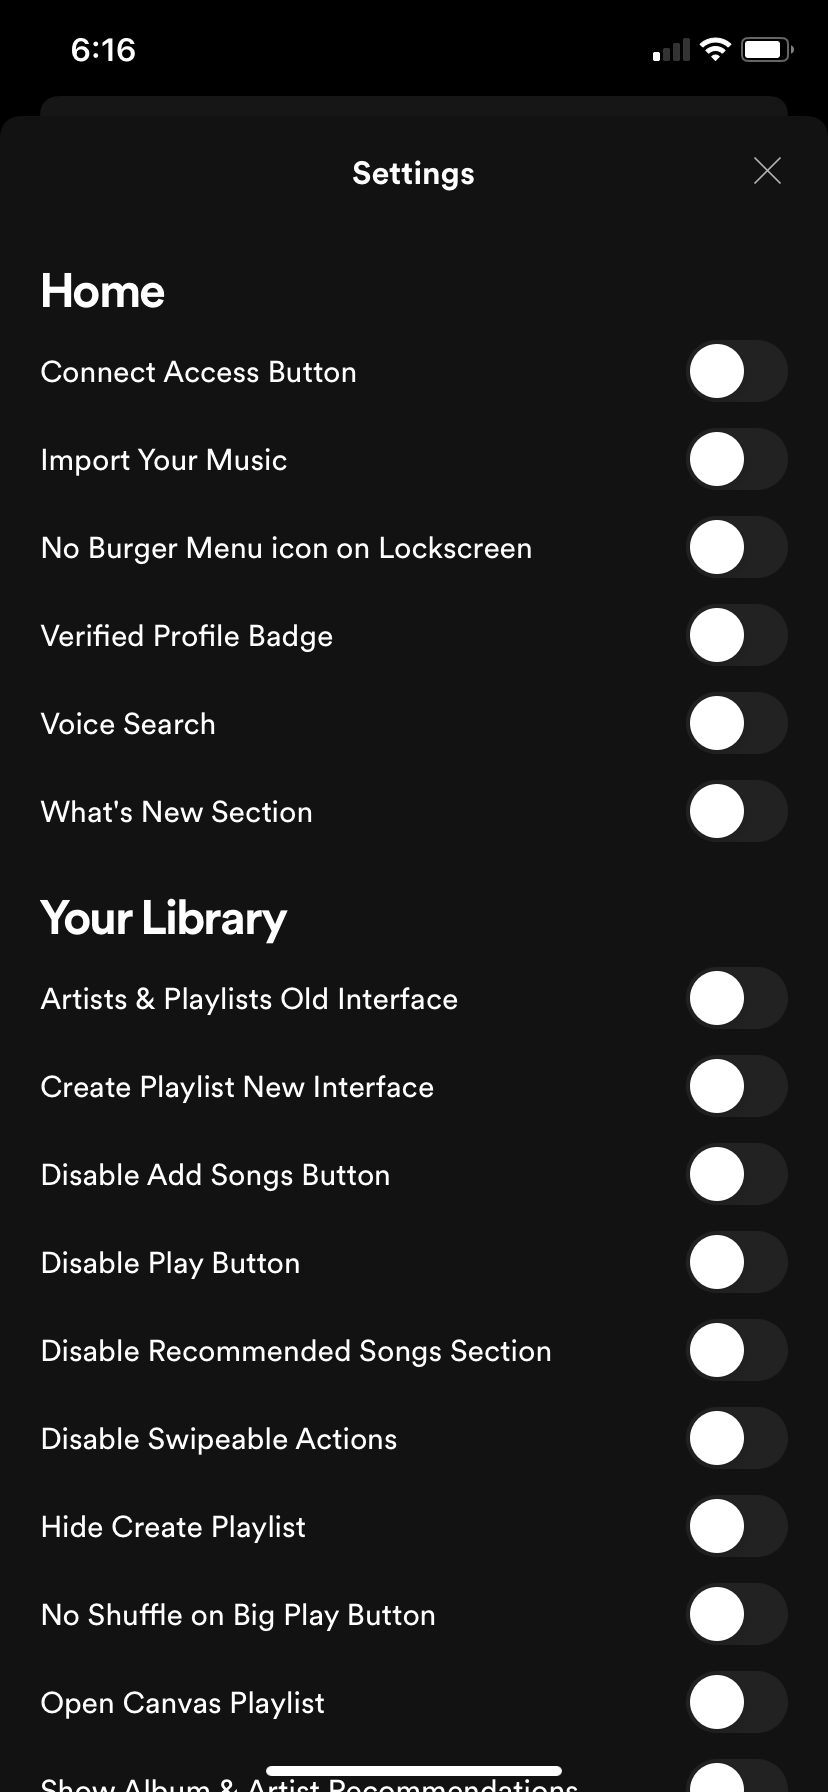 6:16
Settings
Home
Connect Access Button
Import Your Music
No Burger Menu icon on Lockscreen
Verified Profile Badge
Voice Search
What's New Section
Your Library
Artists & Playlists Old Interface
Create Playlist New Interface
Disable Add Songs Button
Disable Play Button
Disable Recommended Songs Section
Disable Swipeable Actions
Hide Create Playlist
No Shuffle on Big Play Button
Open Canvas Playlist
Show Album & Artist Recommendations